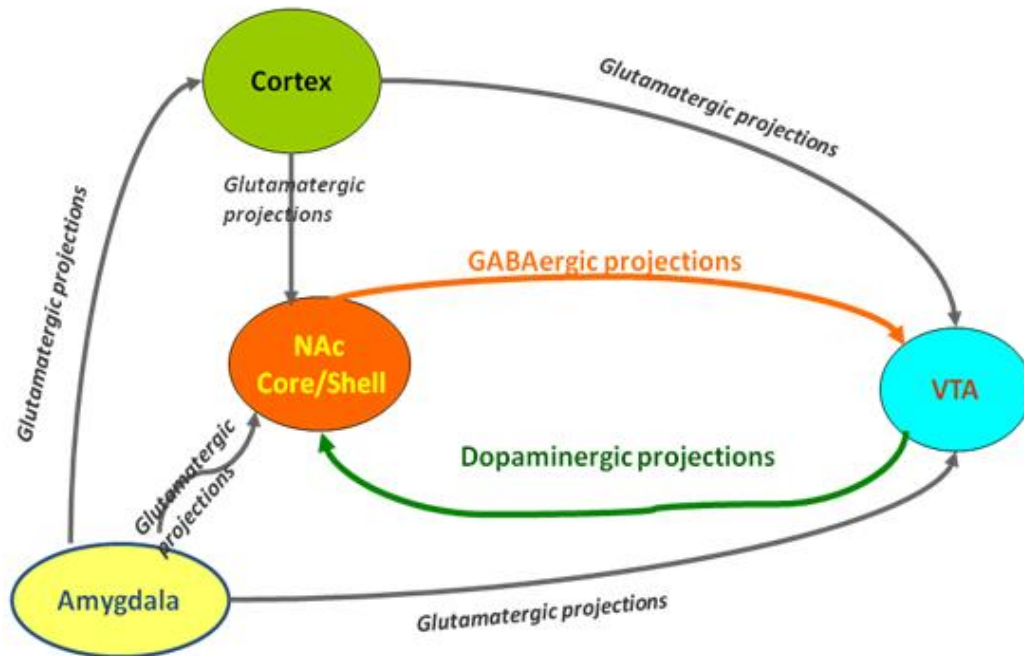 Cortex
Glutamatergic projections
Glutamatergic
projections
Glutamatergic projections
GABAergic projections
NAc
Core/Shell
VTA
Glutamatergic
projections
Dopaminergic projections
Amygdala
Glutamatergic projections